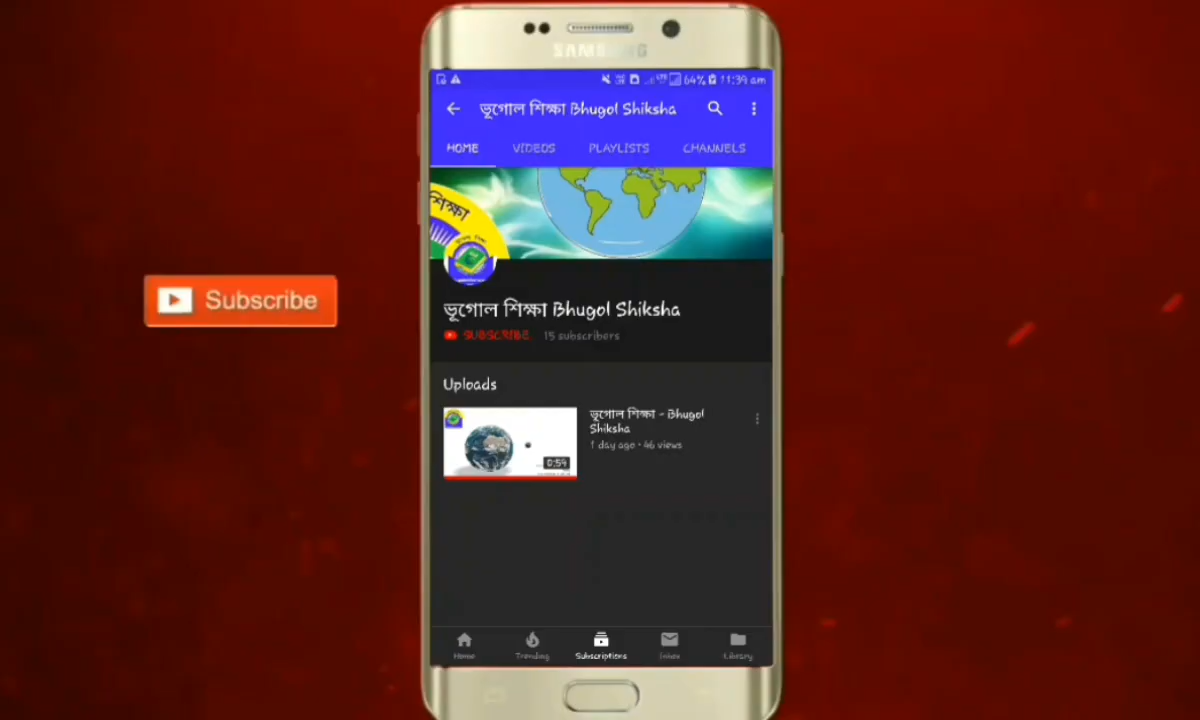 SAMSUNG
64% 11:39 am
ভূগোল শিক্ষা Bhugol Shiksha
HOME VIDEOS PLAYLISTS CHANNELS
শিক্ষা
Subscribe
ভূগোল শিক্ষা Bhugol Shiksha
SUBSCRIBE 15 subscribers
Uploads
ভূগোল শিক্ষা - Bhugol
Shiksha
1 day ago • 46 views
0:54
Home Trending Subscriptions Inbox Library